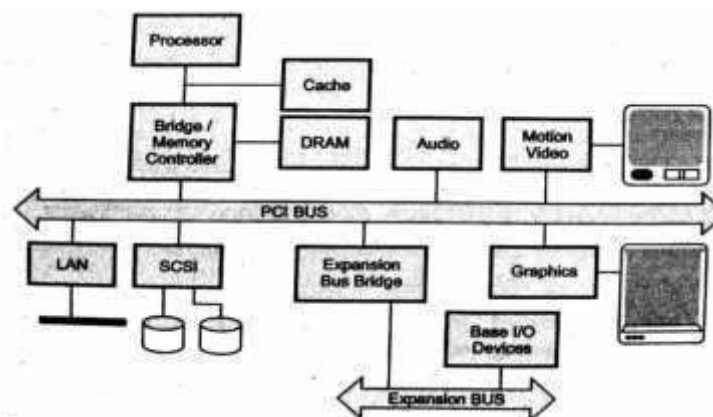 Processor
Cache
Bridge /
Memory
Controller
DRAM
Audio
Motion
Video
PCI BUS
LAN
SCSI
Expansion
Bus Bridge
Graphics
Base I/O
Devices
Expansion BUS